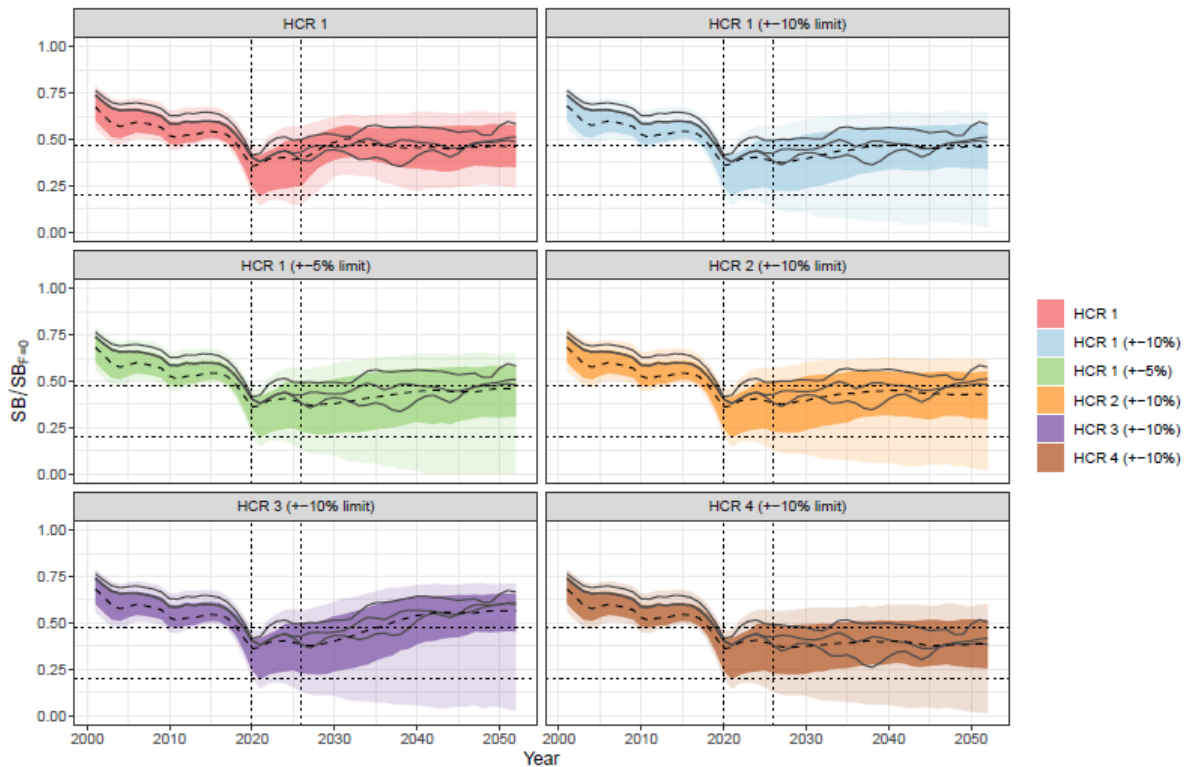 HCR 1
HCR 1 (+−10% limit)
1.00
0.75
0.50
0.25
0.00
HCR 1 (+−5% limit)
HCR 2 (+−10% limit)
1.00
0.75
0.50
0.25
0.00
SB/SBF=0
HCR 3 (+−10% limit)
HCR 4 (+−10% limit)
1.00
0.75
0.50
0.25
0.00
2000 2010 2020 2030 2040 2050
2000 2010 2020 2030 2040 2050
Year
HCR 1
HCR 1 (+−10%)
HCR 1 (+−5%)
HCR 2 (+−10%)
HCR 3 (+−10%)
HCR 4 (+−10%)